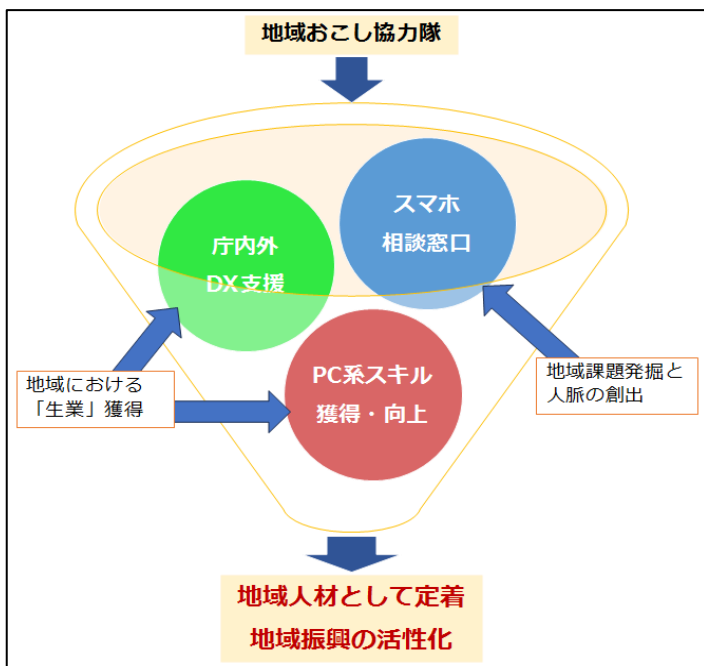 地域おこし協力隊
スマホ
相談窓口
庁内外
DX支援
PC系スキル
獲得・向上
地域における
「生業」獲得
地域課題発掘と
人脈の創出
地域人材として定着
地域振興の活性化